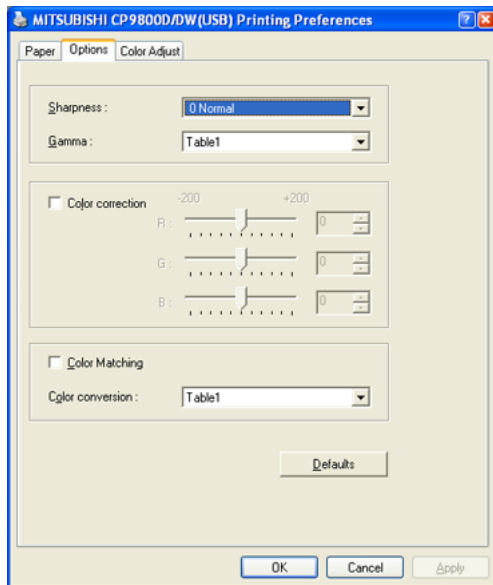 MITSUBISHI CP9800D/DW(USB) Printing Preferences
Paper Options Color Adjust
Sharpness : 0 Normal
Gamma : Table1
Color correction -200 +200
R : 0
G : 0
B : 0
Color Matching
Color conversion : Table1
Defaults
OK Cancel Apply